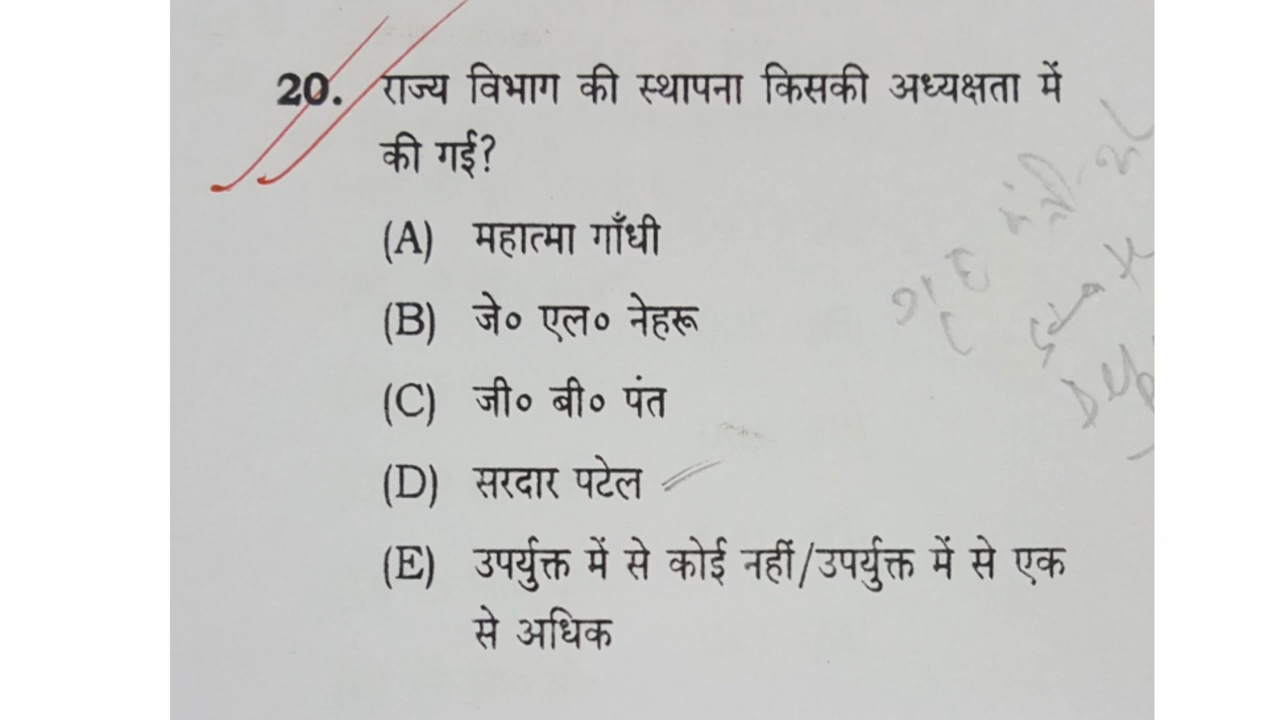 20. राज्य विभाग की स्थापना किसकी अध्यक्षता में
की गई?
(A) महात्मा गाँधी
(B) जे० एल० नेहरू
(C) जी० बी० पंत
(D) सरदार पटेल
(E) उपर्युक्त में से कोई नहीं/उपर्युक्त में से एक
से अधिक